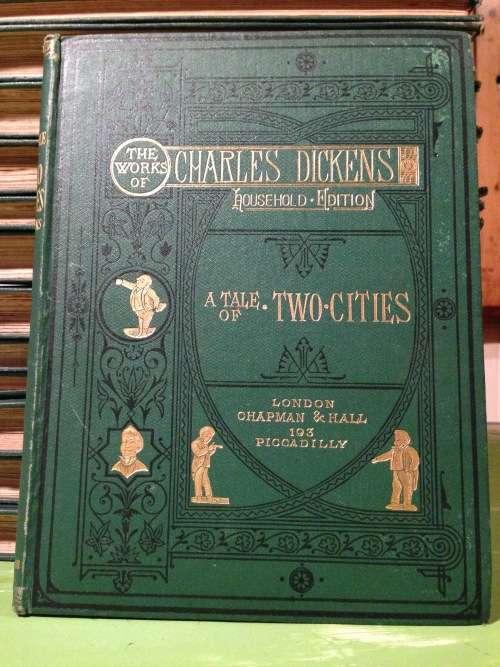 THE
WORKS
OF
CHARLES DICKENS
HOUSEHOLD · EDITION
A TALE
OF · TWO · CITIES
LONDON
CHAPMAN & HALL
193
PICCADILLY